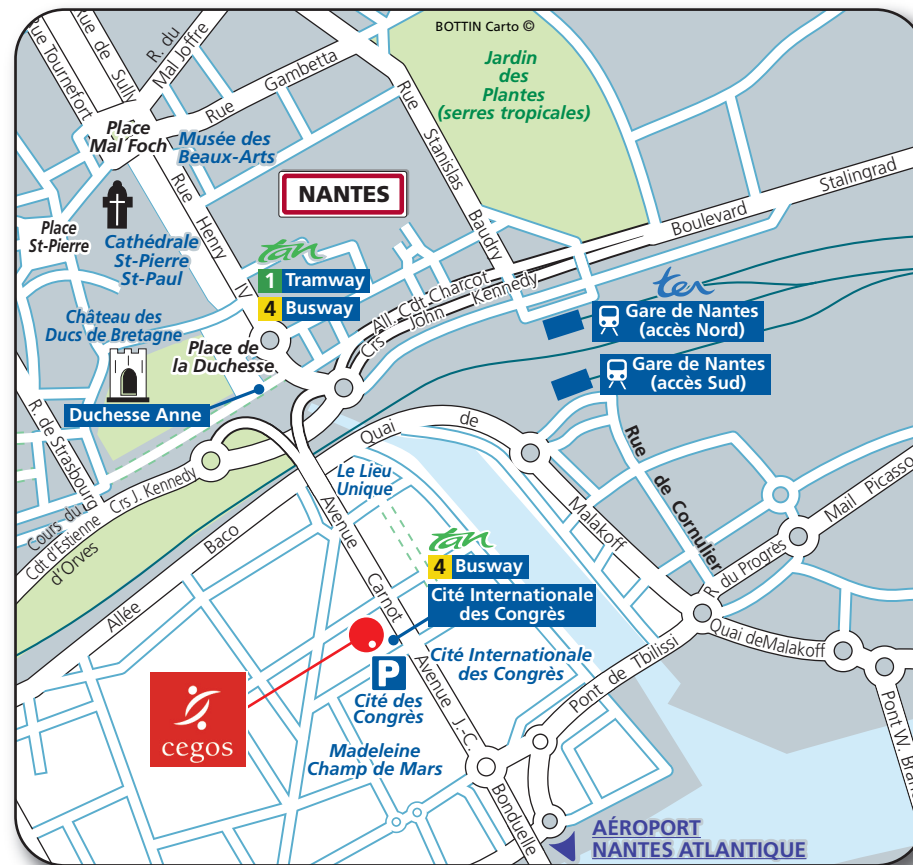 BOTTIN Carto ©
Rue Tournefort
Rue de Sully
R. du
Mal Joffre
Rue Gambetta
Jardin
des
Plantes
(serres tropicales)
Place
Mal Foch
Musée des
Beaux-Arts
Rue Stanislas Baudry
Boulevard Stalingrad
NANTES
Rue Henry IV
Place
St-Pierre
Cathédrale
St-Pierre
St-Paul
tan
1 Tramway
4 Busway
All. Cdt Charcot
Crs John Kennedy
ter
Gare de Nantes
(accès Nord)
Gare de Nantes
(accès Sud)
Château des
Ducs de Bretagne
Place de
la Duchesse
Duchesse Anne
R. de Strasbourg
Crs J. Kennedy
Cours du
Cdt d'Estienne
d'Orves
Allée Baco
Quai de Malakoff
Le Lieu
Unique
Avenue Carnot
Rue de Cornulier
Mail Picasso
R. du Progrès
tan
4 Busway
Cité Internationale
des Congrès
Cité Internationale
des Congrès
Quai deMalakoff
Pont de Tbilissi
P
Cité des
Congrès
cegos
Madeleine
Champ de Mars
Avenue J.-C.
Bonduelle
AÉROPORT
NANTES ATLANTIQUE